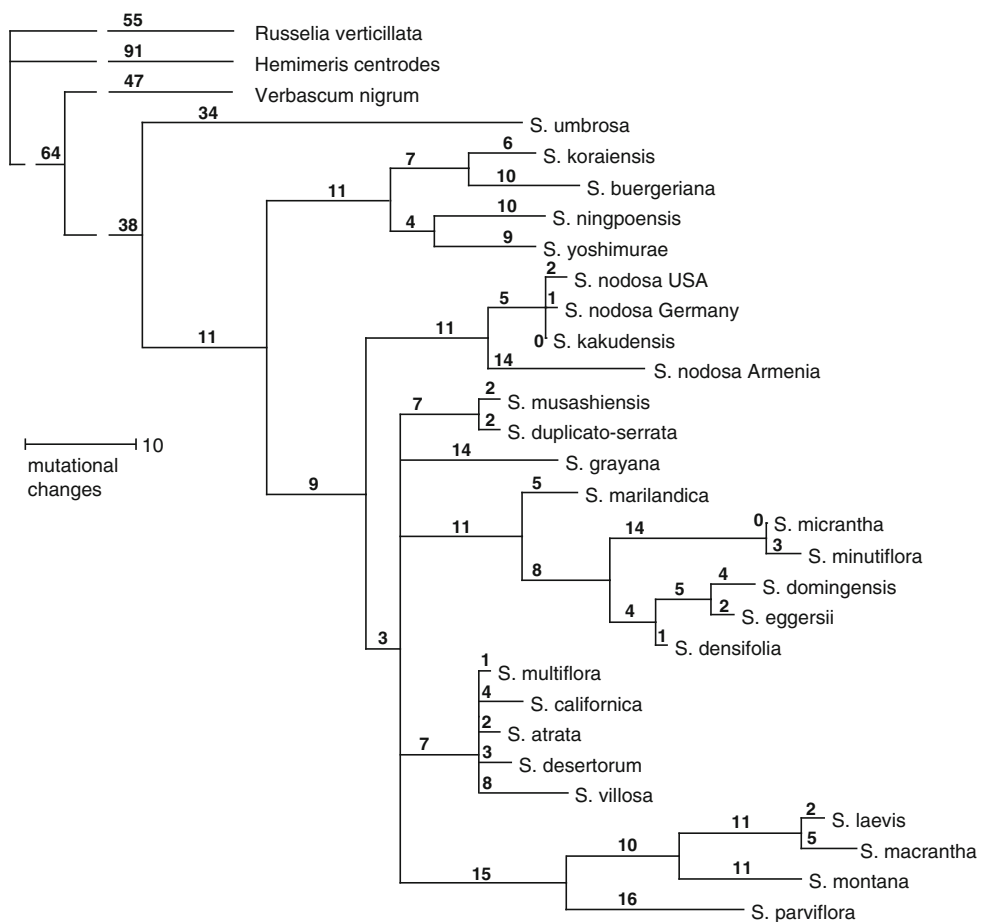 55
Russelia verticillata
91
Hemimeris centrodes
47
Verbascum nigrum
34
S. umbrosa
64
6
S. koraiensis
7
10
S. buergeriana
11
10
S. ningpoensis
4
38
9
S. yoshimurae
2
S. nodosa USA
5
1
S. nodosa Germany
11
11
0
S. kakudensis
14
S. nodosa Armenia
2
S. musashiensis
7
2
S. duplicato-serrata
10
mutational
changes
14
S. grayana
9
5
S. marilandica
11
14
0
S. micrantha
3
S. minutiflora
8
4
S. domingensis
5
2
S. eggersii
4
1
S. densifolia
3
1
S. multiflora
4
S. californica
2
S. atrata
7
3
S. desertorum
8
S. villosa
2
S. laevis
11
5
S. macrantha
10
11
S. montana
15
16
S. parviflora